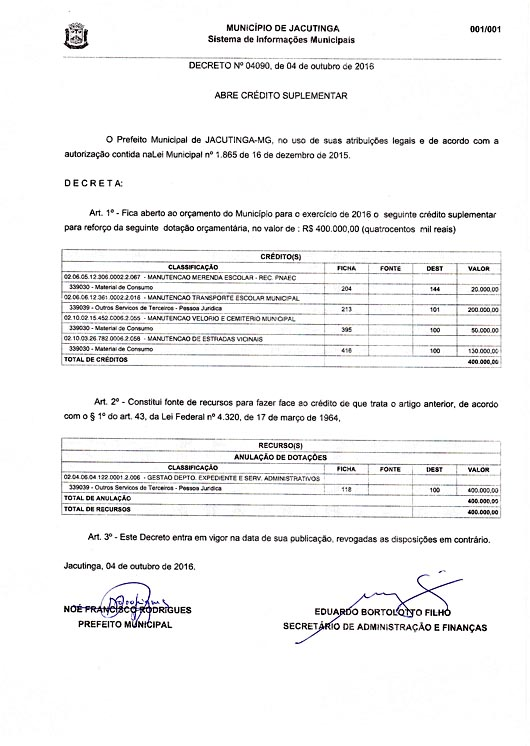 MUNICÍPIO DE JACUTINGA
001/001
Sistema de Informações Municipais
DECRETO Nº 04090, de 04 de outubro de 2016
ABRE CRÉDITO SUPLEMENTAR
O Prefeito Municipal de JACUTINGA-MG, no uso de suas atribuições legais e de acordo com a
autorização contida naLei Municipal nº 1.865 de 16 de dezembro de 2015.
D E C R E T A:
Art. 1º - Fica aberto ao orçamento do Município para o exercício de 2016 o seguinte crédito suplementar
para reforço da seguinte dotação orçamentária, no valor de : R$ 400.000,00 (quatrocentos mil reais)
CRÉDITO(S)
CLASSIFICAÇÃO FICHA FONTE DEST VALOR
02.06.05.12.306.0002.2.067 - MANUTENCAO MERENDA ESCOLAR - REC. PNAEC
339030 - Material de Consumo 204 144 20.000,00
02.06.06.12.361.0002.2.018 - MANUTENCAO TRANSPORTE ESCOLAR MUNICIPAL
339039 - Outros Servicos de Terceiros - Pessoa Juridica 213 101 200.000,00
02.10.02.15.452.0006.2.055 - MANUTENCAO VELORIO E CEMITERIO MUNICIPAL
339030 - Material de Consumo 395 100 50.000,00
02.10.03.26.782.0006.2.058 - MANUTENCAO DE ESTRADAS VICINAIS
339030 - Material de Consumo 416 100 130.000,00
TOTAL DE CRÉDITOS 400.000,00
Art. 2º - Constitui fonte de recursos para fazer face ao crédito de que trata o artigo anterior, de acordo
com o § 1º do art. 43, da Lei Federal nº 4.320, de 17 de março de 1964,
RECURSO(S)
ANULAÇÃO DE DOTAÇÕES
CLASSIFICAÇÃO FICHA FONTE DEST VALOR
02.04.06.04.122.0001.2.006 - GESTAO DEPTO. EXPEDIENTE E SERV. ADMINISTRATIVOS
339039 - Outros Servicos de Terceiros - Pessoa Juridica 118 100 400.000,00
TOTAL DE ANULAÇÃO 400.000,00
TOTAL DE RECURSOS 400.000,00
Art. 3º - Este Decreto entra em vigor na data de sua publicação, revogadas as disposições em contrário.
Jacutinga, 04 de outubro de 2016.
NOÉ FRANCISCO RODRIGUES
PREFEITO MUNICIPAL
EDUARDO BORTOLOTTO FILHO
SECRETÁRIO DE ADMINISTRAÇÃO E FINANÇAS